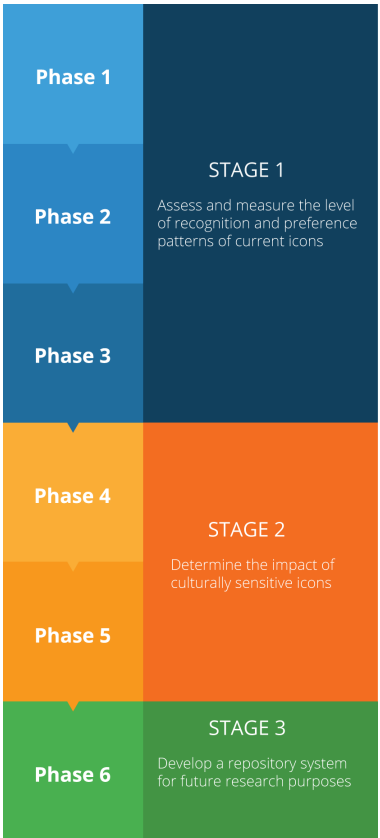 Phase 1
Phase 2
Phase 3
STAGE 1
Assess and measure the level
of recognition and preference
patterns of current icons
Phase 4
Phase 5
STAGE 2
Determine the impact of
culturally sensitive icons
Phase 6
STAGE 3
Develop a repository system
for future research purposes